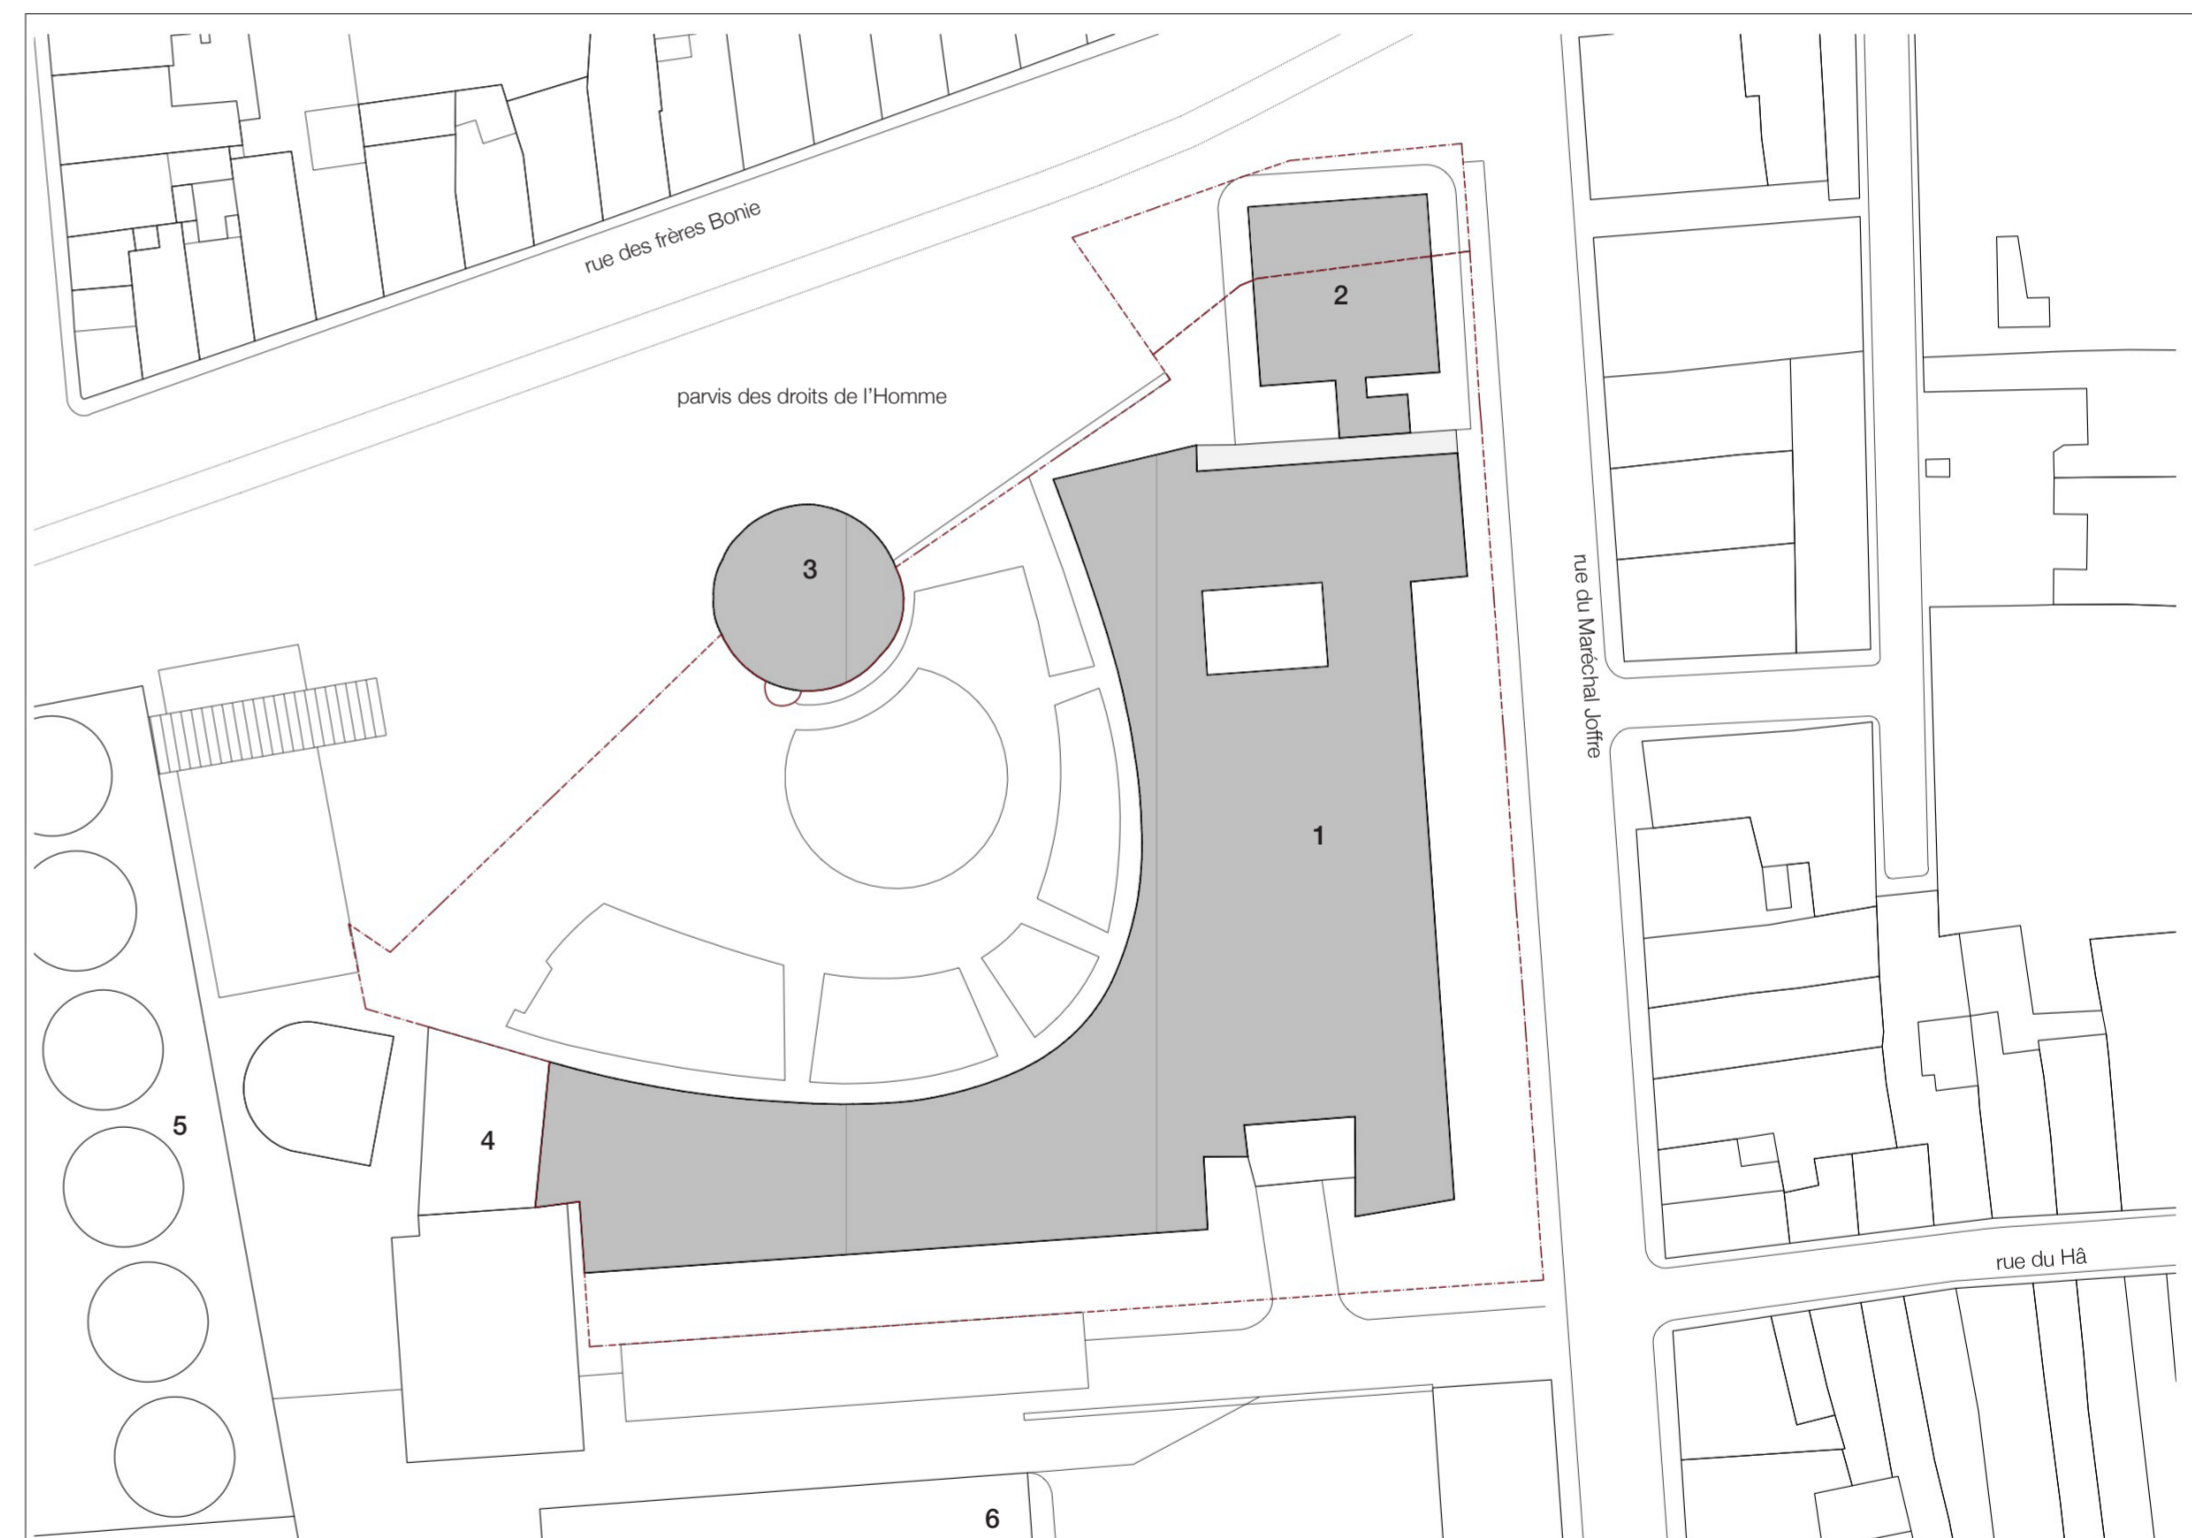 rue des frères Bonie
2
parvis des droits de l'Homme
3
rue du Maréchal Joffre
1
5
4
rue du Hâ
6